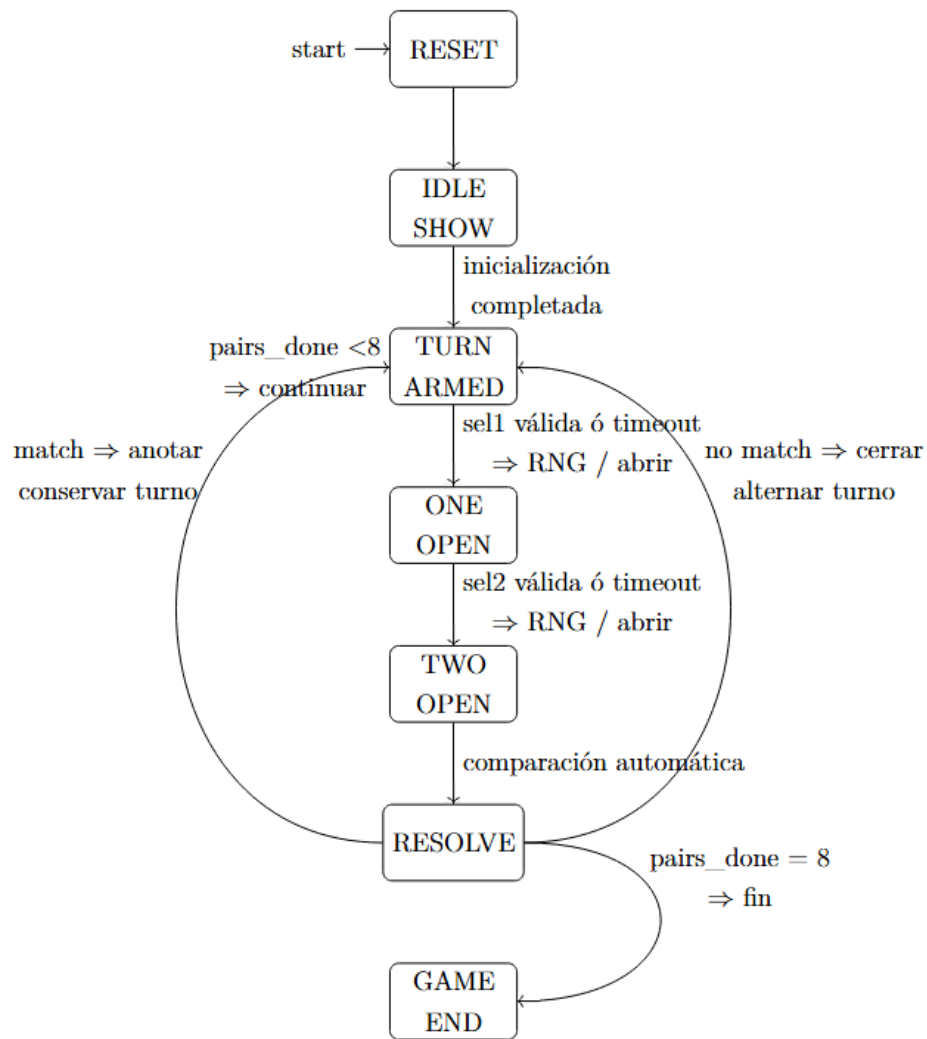 start
RESET
IDLE
SHOW
inicialización
completada
pairs_done <8
⇒ continuar
TURN
ARMED
sel1 válida ó timeout
⇒ RNG / abrir
match ⇒ anotar
conservar turno
no match ⇒ cerrar
alternar turno
ONE
OPEN
sel2 válida ó timeout
⇒ RNG / abrir
TWO
OPEN
comparación automática
RESOLVE
pairs_done = 8
⇒ fin
GAME
END